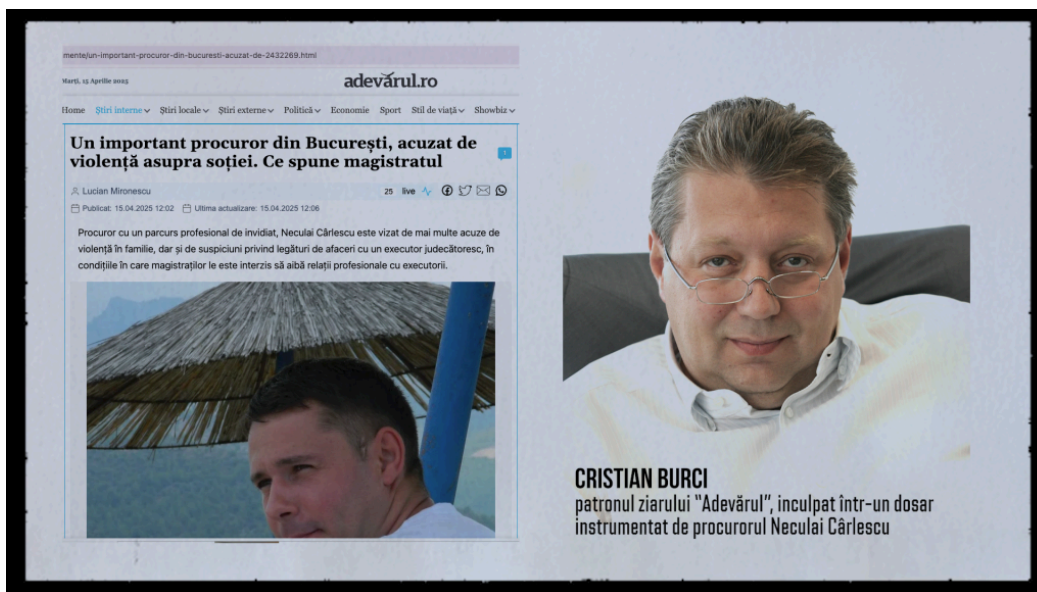 mente/un-important-procuror-din-bucuresti-acuzat-de-2432269.html
Marți, 15 Aprilie 2025
adevărul.ro
Home Știri interne Știri locale Știri externe Politică Economie Sport Stil de viață Showbiz
Un important procuror din București, acuzat de
violență asupra soției. Ce spune magistratul
1
Lucian Mironescu
25 live
Publicat: 15.04.2025 12:02 Ultima actualizare: 15.04.2025 12:06
Procuror cu un parcurs profesional de invidiat, Neculai Cârlescu este vizat de mai multe acuze de
violență în familie, dar și de suspiciuni privind legături de afaceri cu un executor judecătoresc, în
condițiile în care magistraților le este interzis să aibă relații profesionale cu executorii.
CRISTIAN BURCI
patronul ziarului "Adevărul", inculpat într-un dosar
instrumentat de procurorul Neculai Cârlescu